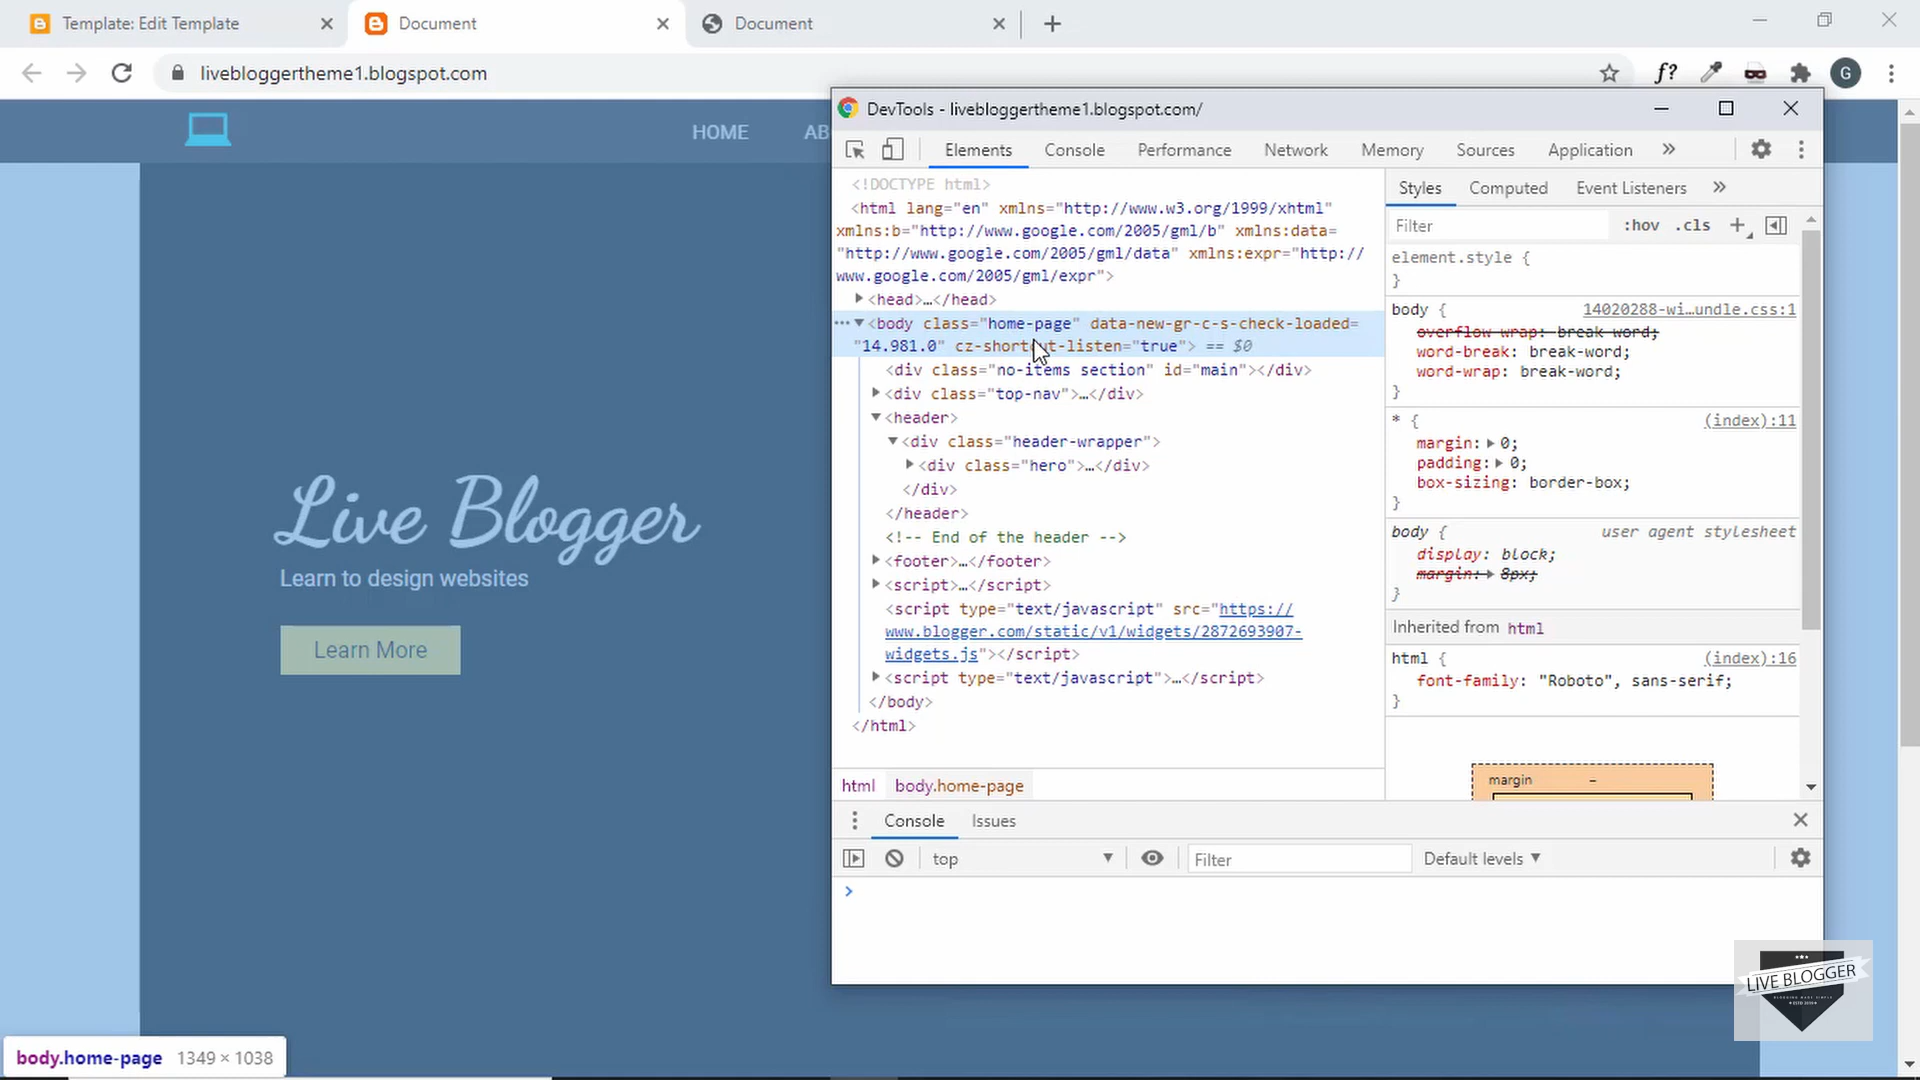 Template: Edit Template
Document
Document
livebloggertheme1.blogspot.com
f?
G
HOME
AB
Live Blogger
Learn to design websites
Learn More
body.home-page 1349 × 1038
DevTools - livebloggertheme1.blogspot.com/
Elements Console Performance Network Memory Sources Application »
<!DOCTYPE html>
<html lang="en" xmlns="http://www.w3.org/1999/xhtml"
xmlns:b="http://www.google.com/2005/gml/b" xmlns:data=
"http://www.google.com/2005/gml/data" xmlns:expr="http://
www.google.com/2005/gml/expr">
<head>…</head>
<body class="home-page" data-new-gr-c-s-check-loaded=
"14.981.0" cz-shortcut-listen="true"> == $0
<div class="no-items section" id="main"></div>
<div class="top-nav">…</div>
<header>
<div class="header-wrapper">
<div class="hero">…</div>
</div>
</header>
<!-- End of the header -->
<footer>…</footer>
<script>…</script>
<script type="text/javascript" src="https://
www.blogger.com/static/v1/widgets/2872693907-
widgets.js"></script>
<script type="text/javascript">…</script>
</body>
</html>
html body.home-page
Styles Computed Event Listeners »
Filter :hov .cls +
element.style {
}
body { 14020288-wi…undle.css:1
overflow-wrap: break-word;
word-break: break-word;
word-wrap: break-word;
}
* { (index):11
margin: 0;
padding: 0;
box-sizing: border-box;
}
body { user agent stylesheet
display: block;
margin: 8px;
}
Inherited from html
html { (index):16
font-family: "Roboto", sans-serif;
}
margin –
Console Issues
top Filter Default levels
LIVE BLOGGER